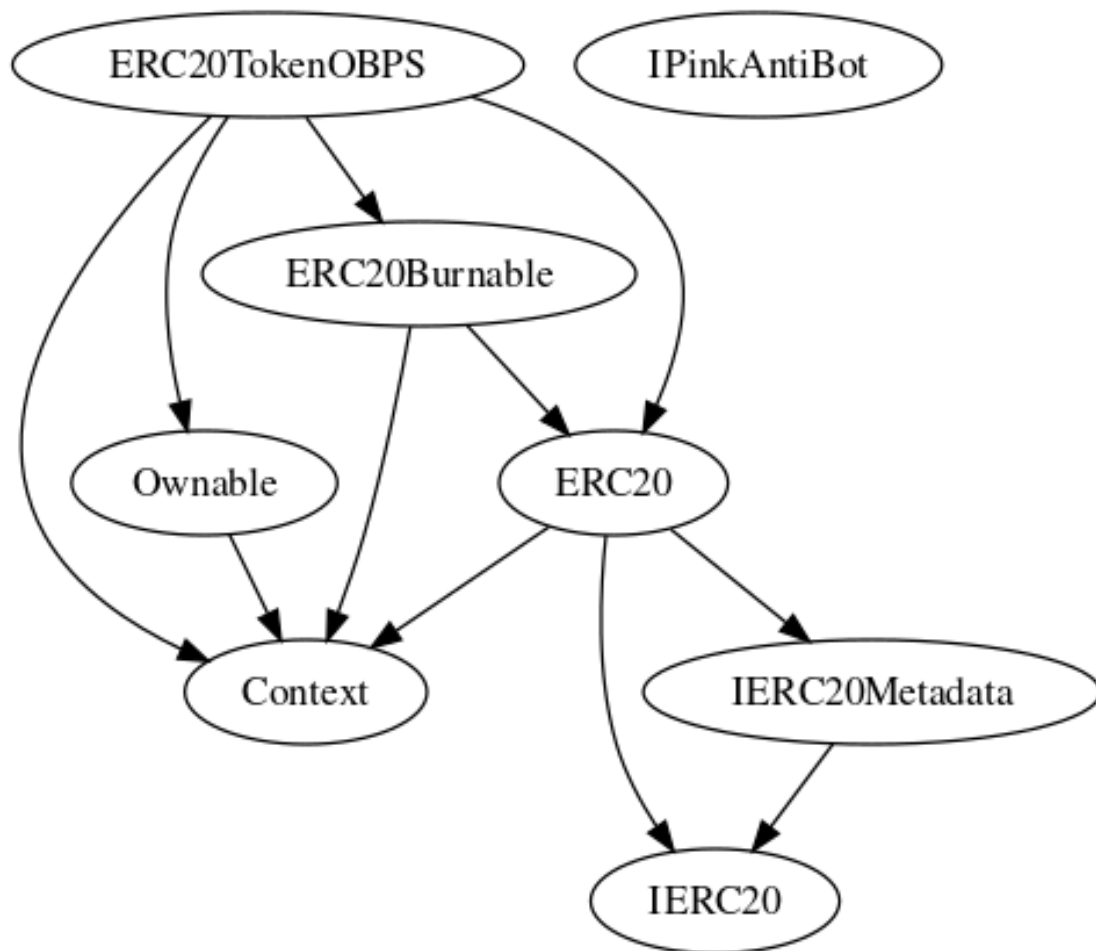 ERC20TokenOBPS
IPinkAntiBot
ERC20Burnable
Ownable
ERC20
Context
IERC20Metadata
IERC20